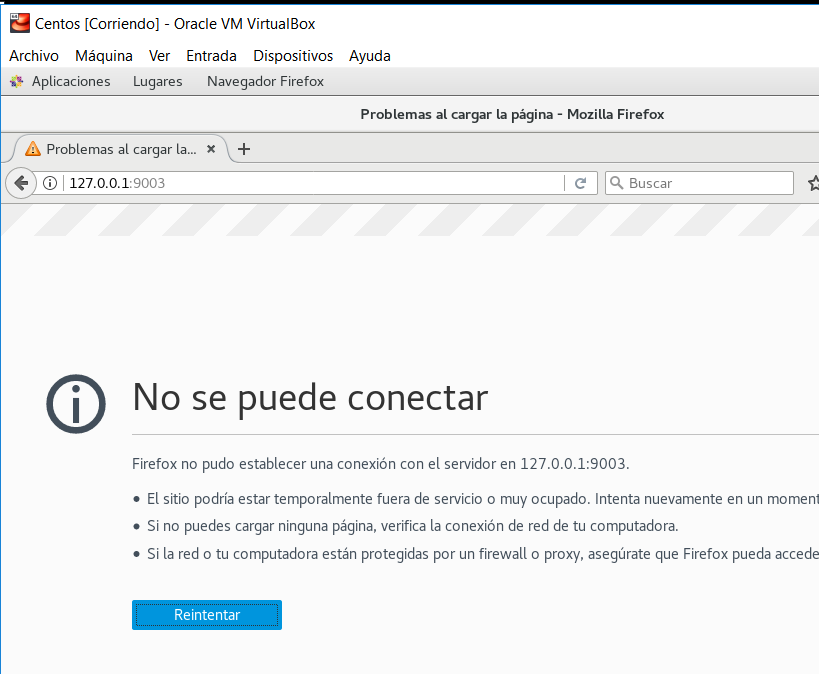 Centos [Corriendo] - Oracle VM VirtualBox
Archivo Máquina Ver Entrada Dispositivos Ayuda
Aplicaciones Lugares Navegador Firefox
Problemas al cargar la página - Mozilla Firefox
Problemas al cargar la...
127.0.0.1:9003 Buscar
No se puede conectar
Firefox no pudo establecer una conexión con el servidor en 127.0.0.1:9003.
• El sitio podría estar temporalmente fuera de servicio o muy ocupado. Intenta nuevamente en un moment
• Si no puedes cargar ninguna página, verifica la conexión de red de tu computadora.
• Si la red o tu computadora están protegidas por un firewall o proxy, asegúrate que Firefox pueda accede
Reintentar